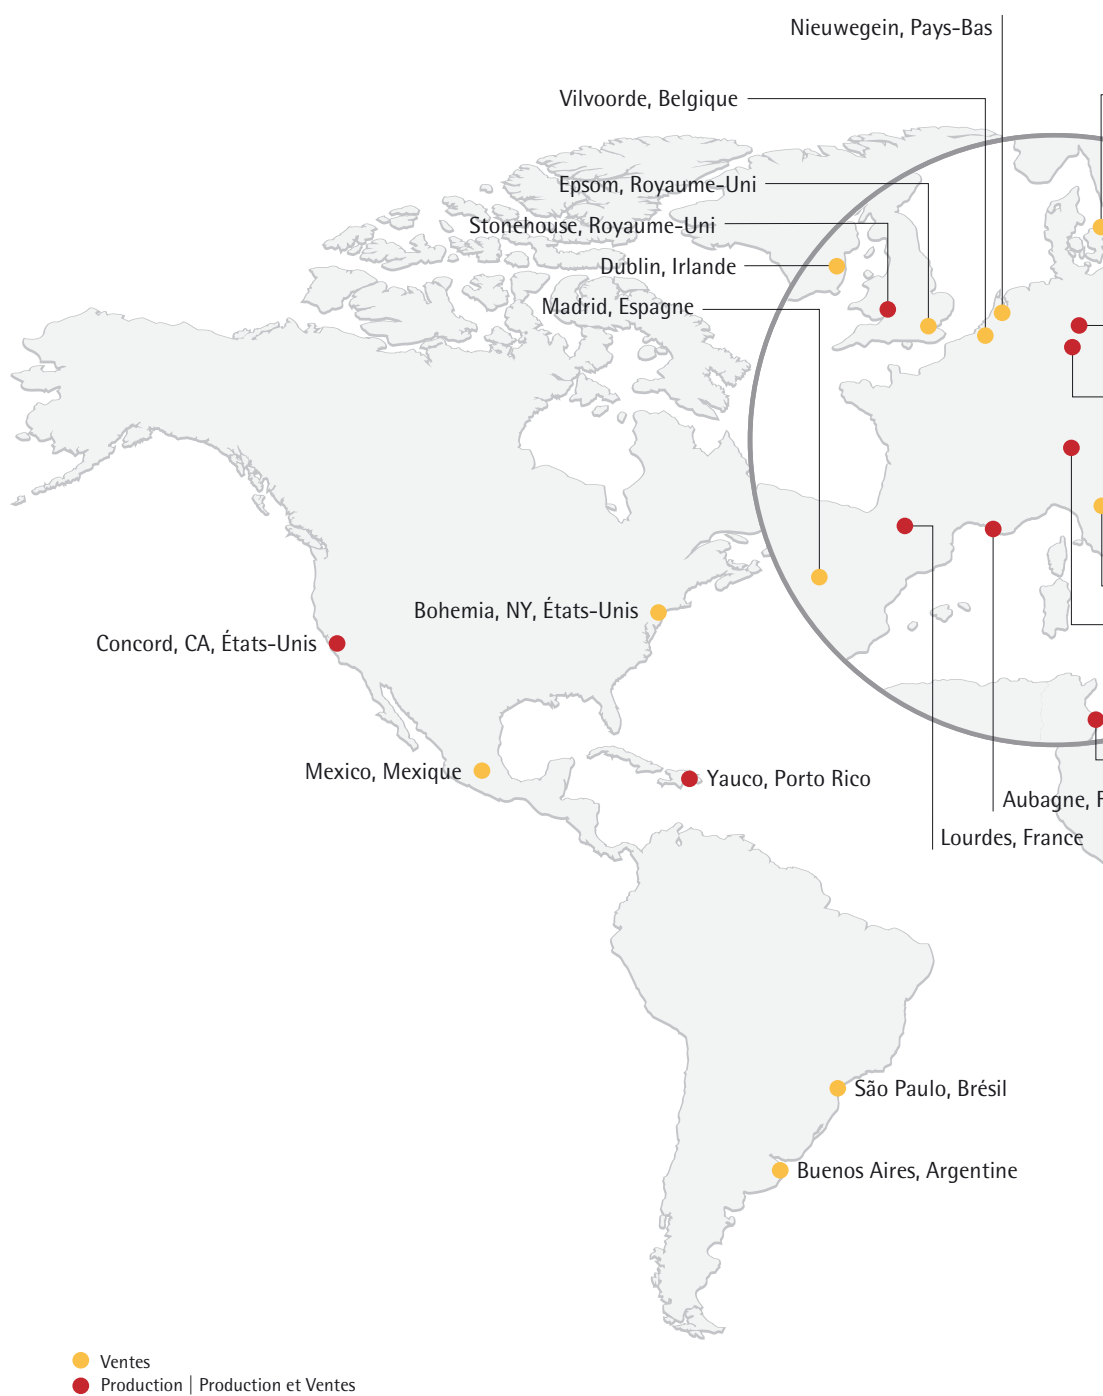 Nieuwegein, Pays-Bas
Vilvoorde, Belgique
Epsom, Royaume-Uni
Stonehouse, Royaume-Uni
Dublin, Irlande
Madrid, Espagne
Bohemia, NY, États-Unis
Concord, CA, États-Unis
Mexico, Mexique
Yauco, Porto Rico
Aubagne, F
Lourdes, France
São Paulo, Brésil
Buenos Aires, Argentine
Ventes
Production | Production et Ventes